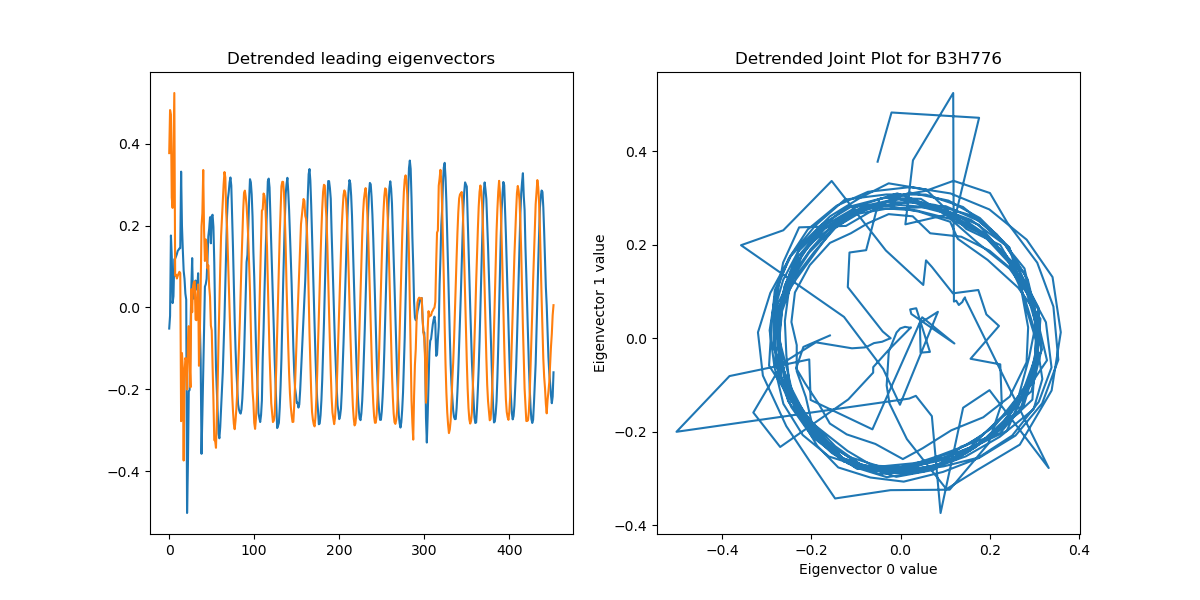 Detrended leading eigenvectors
0.4
0.2
0.0
−0.2
−0.4
0 100 200 300 400
Detrended Joint Plot for B3H776
Eigenvector 1 value
0.4
0.2
0.0
−0.2
−0.4
−0.4 −0.2 0.0 0.2 0.4
Eigenvector 0 value